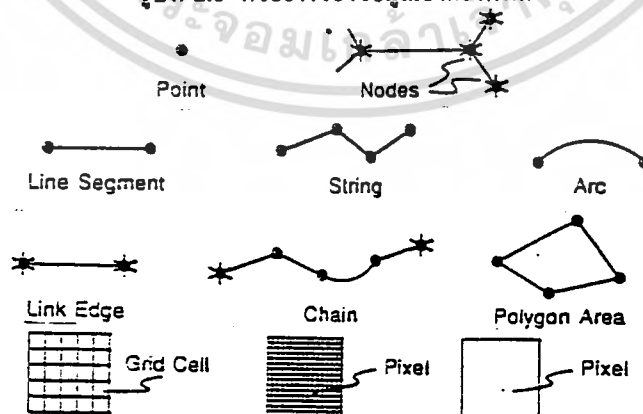 Point
Nodes
Line Segment
String
Arc
Link Edge
Chain
Polygon Area
Grid Cell
Pixel
Pixel